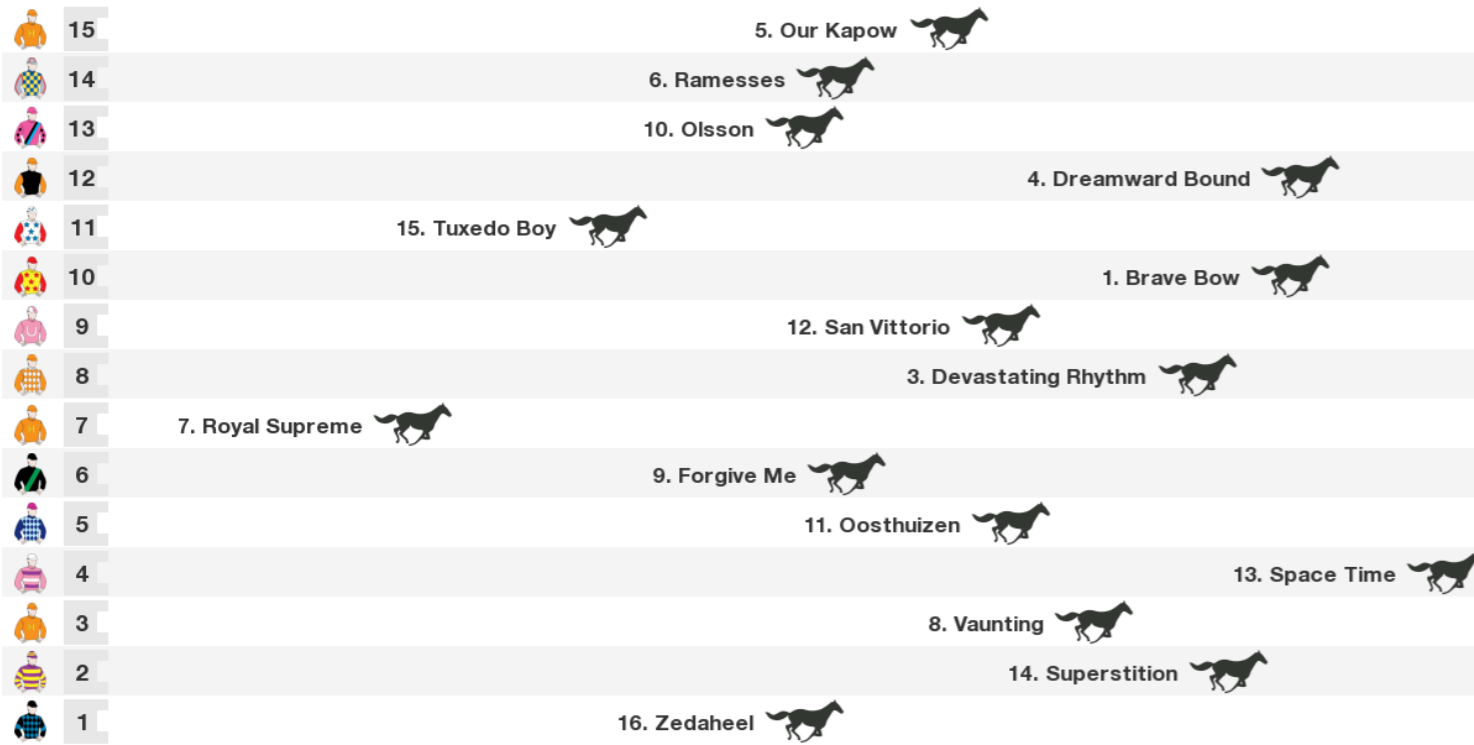 15 5. Our Kapow
14 6. Ramesses
13 10. Olsson
12 4. Dreamward Bound
11 15. Tuxedo Boy
10 1. Brave Bow
9 12. San Vittorio
8 3. Devastating Rhythm
7 7. Royal Supreme
6 9. Forgive Me
5 11. Oosthuizen
4 13. Space Time
3 8. Vaunting
2 14. Superstition
1 16. Zedaheel